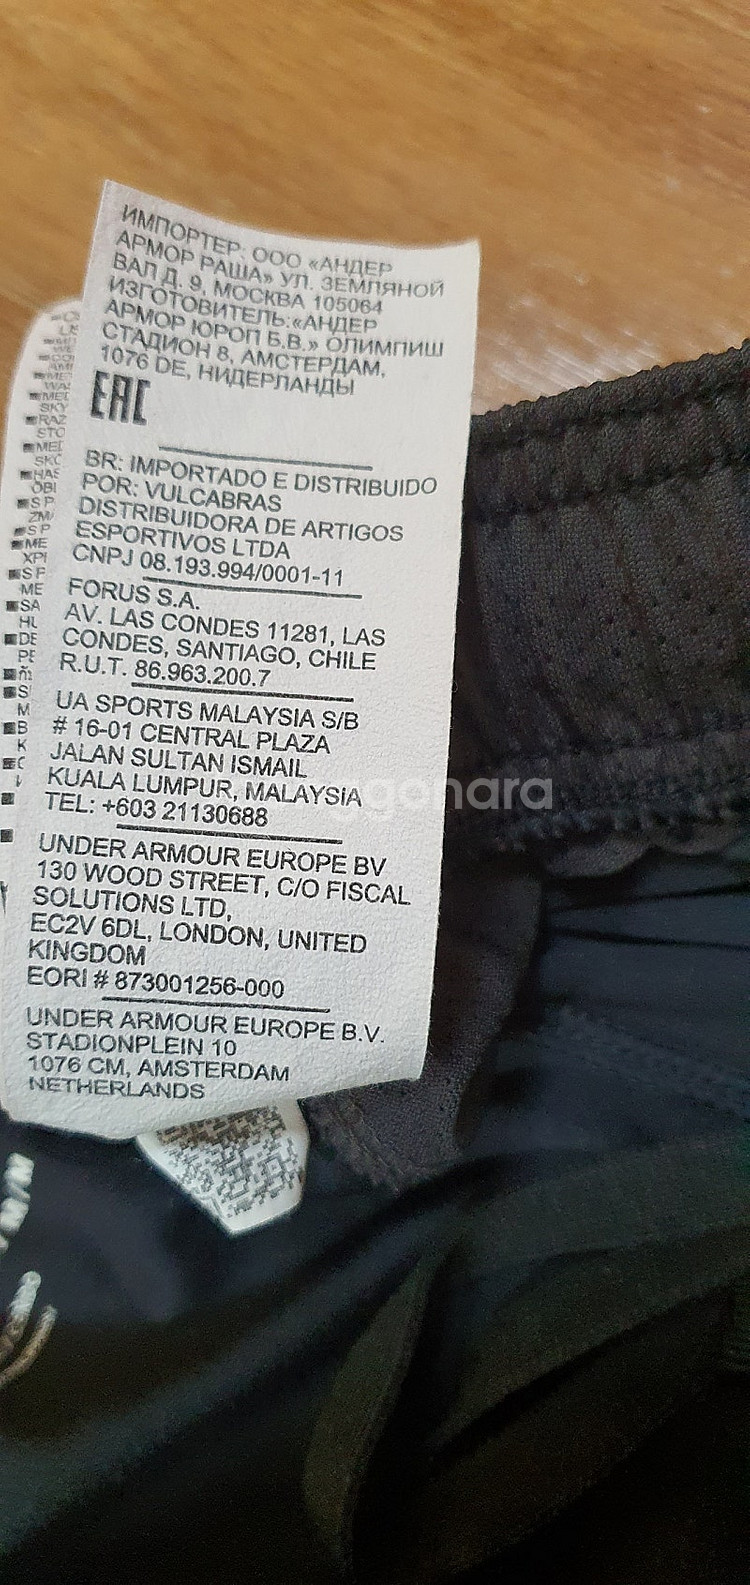 ИМПОРТЕР: ООО «АНДЕР
АРМОР РАША» УЛ. ЗЕМЛЯНОЙ
ВАЛ Д. 9, МОСКВА 105064
ИЗГОТОВИТЕЛЬ:«АНДЕР
АРМОР ЮРОП Б.В.» ОЛИМПИШ
СТАДИОН 8, АМСТЕРДАМ,
1076 DE, НИДЕРЛАНДЫ
EAC
BR: IMPORTADO E DISTRIBUIDO
POR: VULCABRAS
DISTRIBUIDORA DE ARTIGOS
ESPORTIVOS LTDA
CNPJ 08.193.994/0001-11
FORUS S.A.
AV. LAS CONDES 11281, LAS
CONDES, SANTIAGO, CHILE
R.U.T. 86.963.200.7
UA SPORTS MALAYSIA S/B
# 16-01 CENTRAL PLAZA
JALAN SULTAN ISMAIL
KUALA LUMPUR, MALAYSIA
TEL: +603 21130688
UNDER ARMOUR EUROPE BV
130 WOOD STREET, C/O FISCAL
SOLUTIONS LTD,
EC2V 6DL, LONDON, UNITED
KINGDOM
EORI # 873001256-000
UNDER ARMOUR EUROPE B.V.
STADIONPLEIN 10
1076 CM, AMSTERDAM
NETHERLANDS